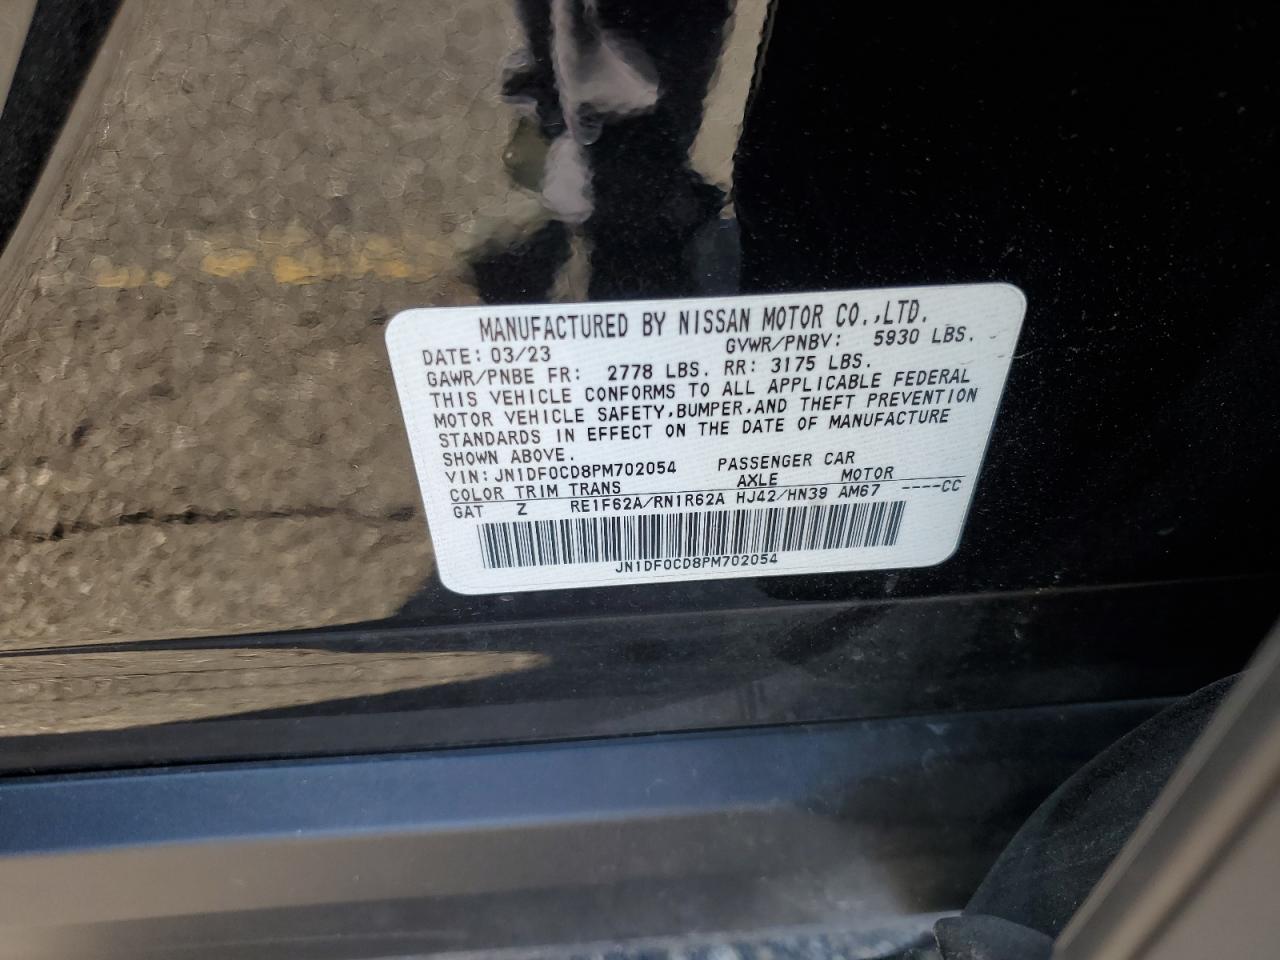 MANUFACTURED BY NISSAN MOTOR CO.,LTD.
DATE: 03/23 GVWR/PNBV: 5930 LBS.
GAWR/PNBE FR: 2778 LBS. RR: 3175 LBS.
THIS VEHICLE CONFORMS TO ALL APPLICABLE FEDERAL
MOTOR VEHICLE SAFETY,BUMPER,AND THEFT PREVENTION
STANDARDS IN EFFECT ON THE DATE OF MANUFACTURE
SHOWN ABOVE.
VIN: JN1DF0CD8PM702054 PASSENGER CAR
COLOR TRIM TRANS AXLE MOTOR
GAT Z RE1F62A/RN1R62A HJ42/HN39 AM67 ----CC
JN1DF0CD8PM702054